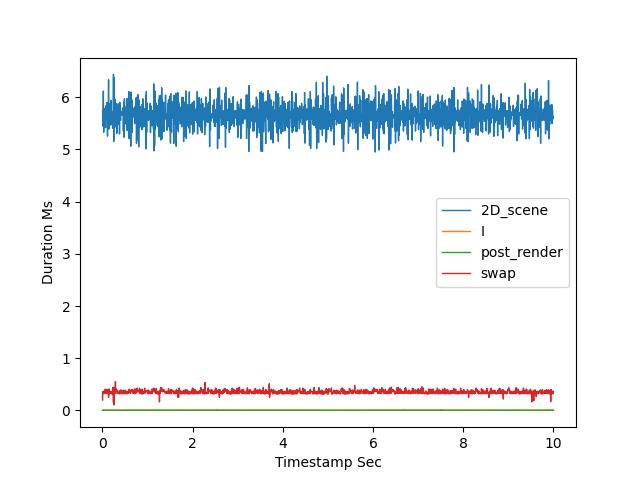 6
5
4
3
2
1
0
Duration Ms
2D_scene
I
post_render
swap
0 2 4 6 8 10
Timestamp Sec